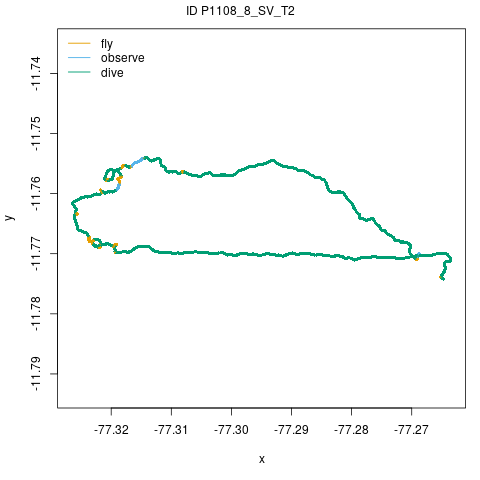 ID P1108_8_SV_T2
fly
observe
dive
-11.74
-11.75
-11.76
-11.77
-11.78
-11.79
y
-77.32
-77.31
-77.30
-77.29
-77.28
-77.27
x